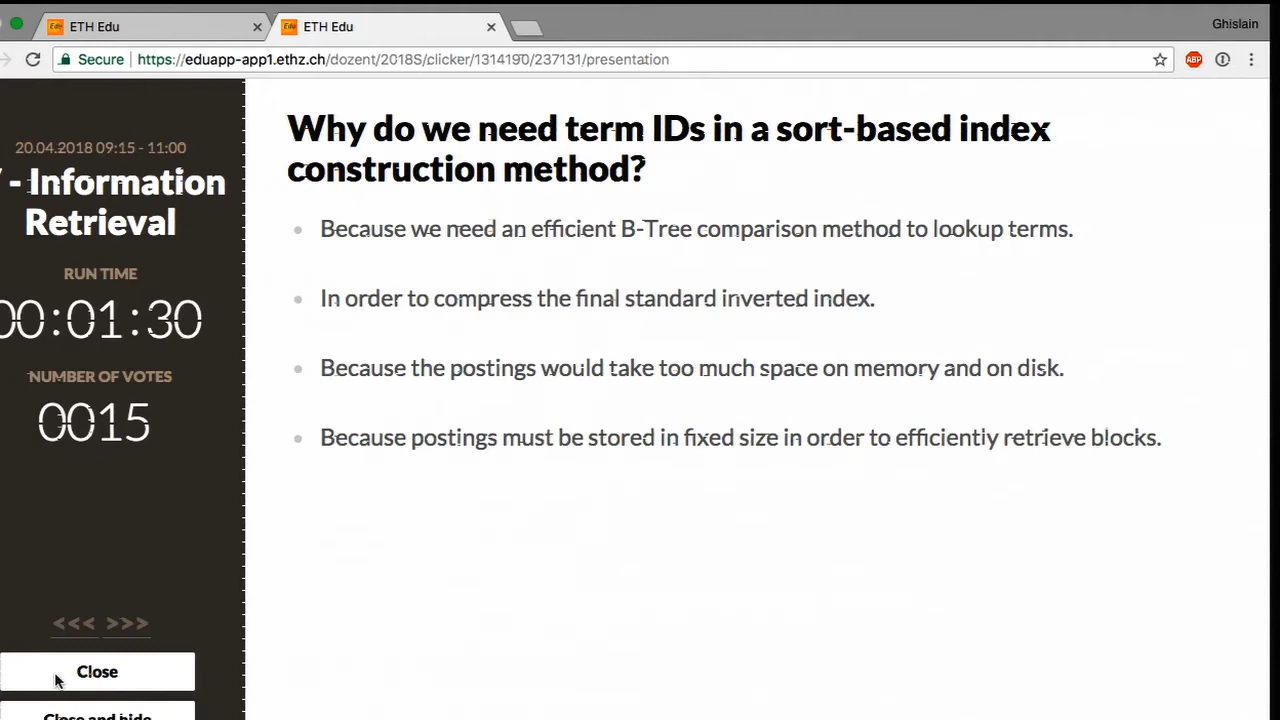 ETH Edu
ETH Edu
Ghislain
Secure https://eduapp-app1.ethz.ch/dozent/2018S/clicker/1314190/237131/presentation
ABP
20.04.2018 09:15 - 11:00
- Information
Retrieval
RUN TIME
00:01:30
NUMBER OF VOTES
0015
<<< >>>
Close
Close and hide
Why do we need term IDs in a sort-based index
construction method?
Because we need an efficient B-Tree comparison method to lookup terms.
In order to compress the final standard inverted index.
Because the postings would take too much space on memory and on disk.
Because postings must be stored in fixed size in order to efficiently retrieve blocks.